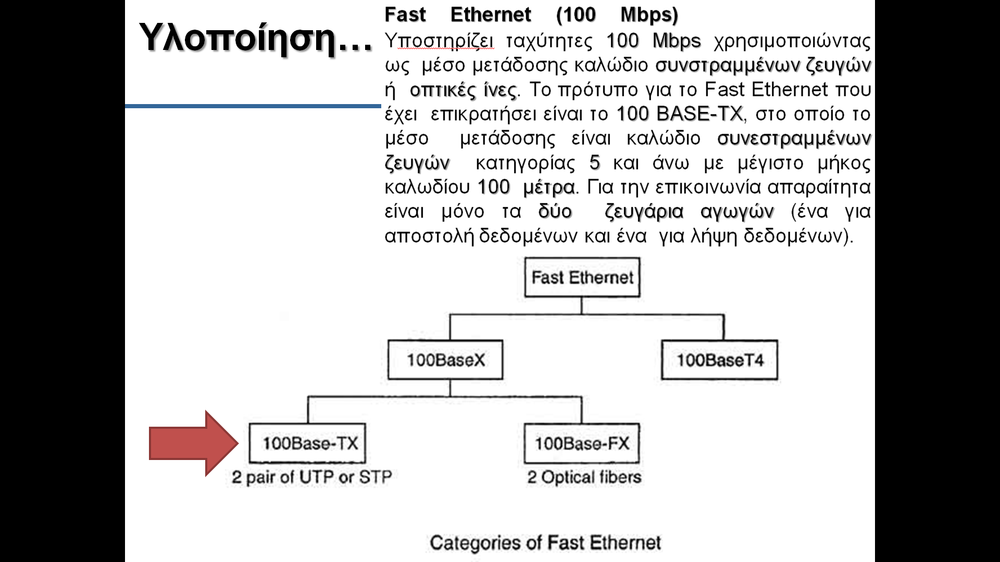 Υλοποίηση…
Fast Ethernet (100 Mbps)
Υποστηρίζει ταχύτητες 100 Mbps χρησιμοποιώντας
ως μέσο μετάδοσης καλώδιο συνστραμμένων ζευγών
ή οπτικές ίνες. Το πρότυπο για το Fast Ethernet που
έχει επικρατήσει είναι το 100 BASE-TX, στο οποίο το
μέσο μετάδοσης είναι καλώδιο συνεστραμμένων
ζευγών κατηγορίας 5 και άνω με μέγιστο μήκος
καλωδίου 100 μέτρα. Για την επικοινωνία απαραίτητα
είναι μόνο τα δύο ζευγάρια αγωγών (ένα για
αποστολή δεδομένων και ένα για λήψη δεδομένων).
Fast Ethernet
100BaseX
100BaseT4
100Base-TX
100Base-FX
2 pair of UTP or STP
2 Optical fibers
Categories of Fast Ethernet